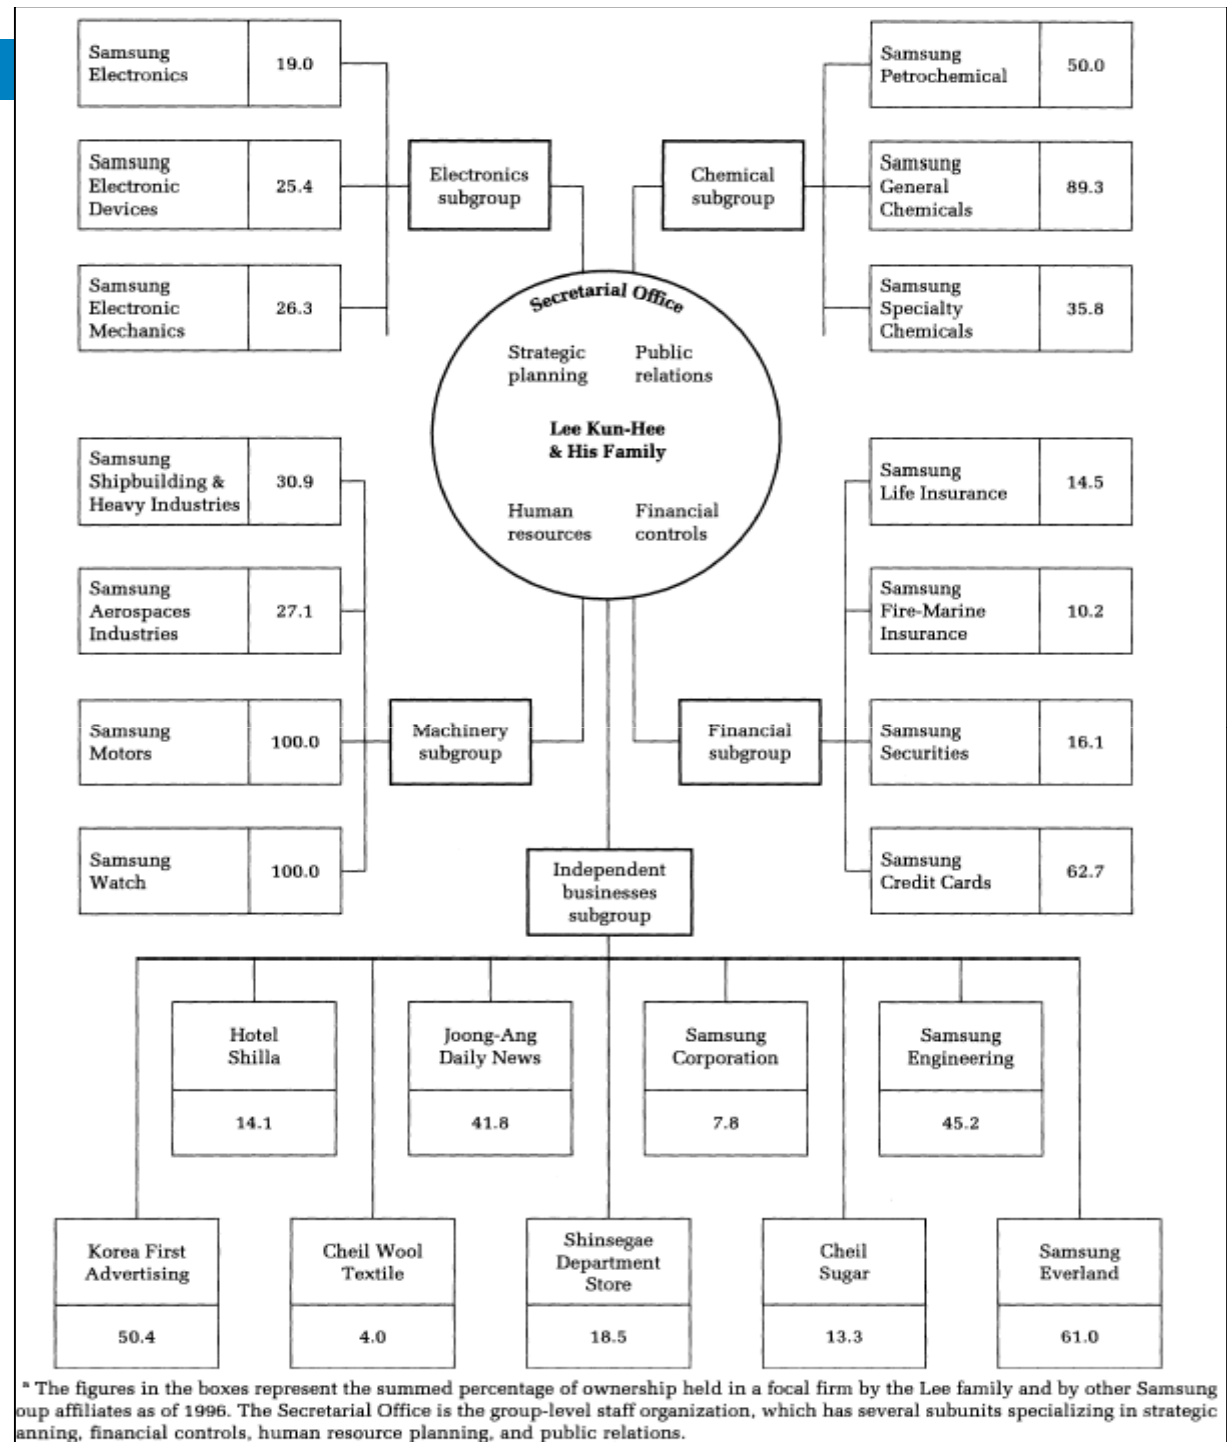 Samsung
Electronics
19.0
Samsung
Electronic
Devices
25.4
Samsung
Electronic
Mechanics
26.3
Electronics
subgroup
Chemical
subgroup
Samsung
Petrochemical
50.0
Samsung
General
Chemicals
89.3
Samsung
Specialty
Chemicals
35.8
Secretarial Office
Strategic
planning
Public
relations
Lee Kun-Hee
& His Family
Human
resources
Financial
controls
Samsung
Shipbuilding &
Heavy Industries
30.9
Samsung
Aerospaces
Industries
27.1
Samsung
Motors
100.0
Samsung
Watch
100.0
Machinery
subgroup
Financial
subgroup
Samsung
Life Insurance
14.5
Samsung
Fire-Marine
Insurance
10.2
Samsung
Securities
16.1
Samsung
Credit Cards
62.7
Independent
businesses
subgroup
Hotel
Shilla
14.1
Joong-Ang
Daily News
41.8
Samsung
Corporation
7.8
Samsung
Engineering
45.2
Korea First
Advertising
50.4
Cheil Wool
Textile
4.0
Shinsegae
Department
Store
18.5
Cheil
Sugar
13.3
Samsung
Everland
61.0
ᵃ The figures in the boxes represent the summed percentage of ownership held in a focal firm by the Lee family and by other Samsung
oup affiliates as of 1996. The Secretarial Office is the group-level staff organization, which has several subunits specializing in strategic
anning, financial controls, human resource planning, and public relations.